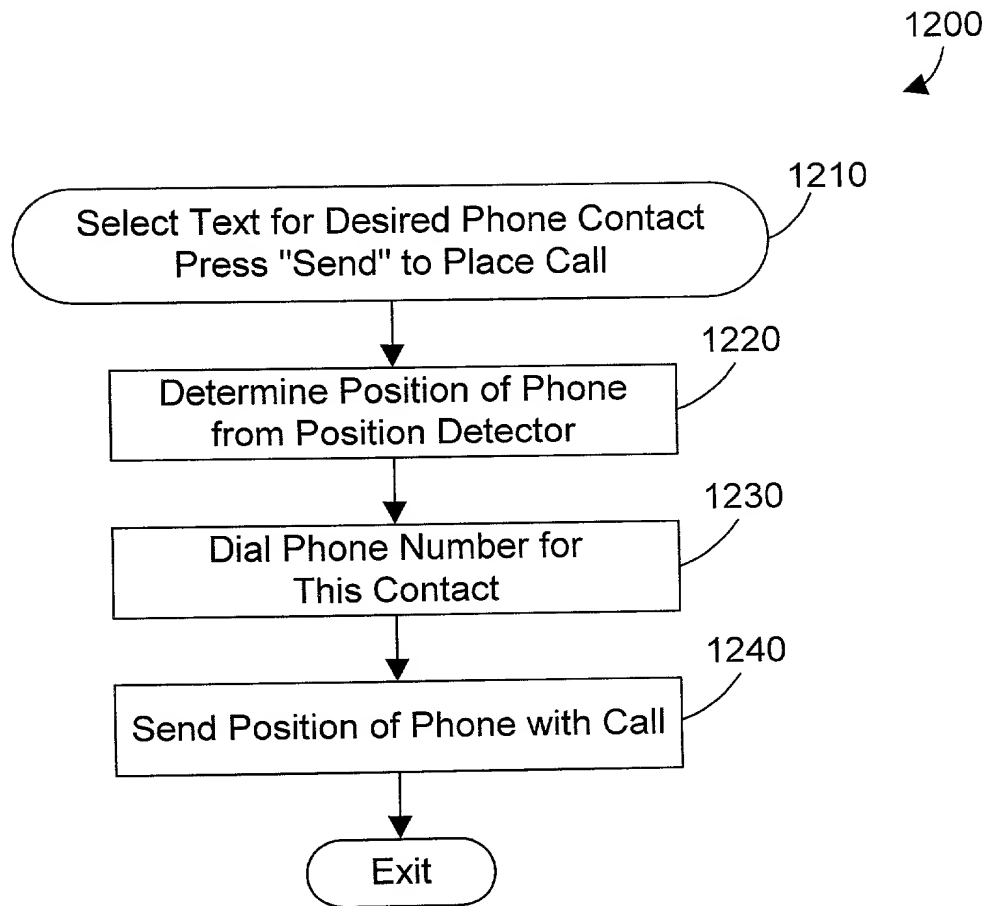 1200
1210
Select Text for Desired Phone Contact
Press "Send" to Place Call
1220
Determine Position of Phone
from Position Detector
1230
Dial Phone Number for
This Contact
1240
Send Position of Phone with Call
Exit